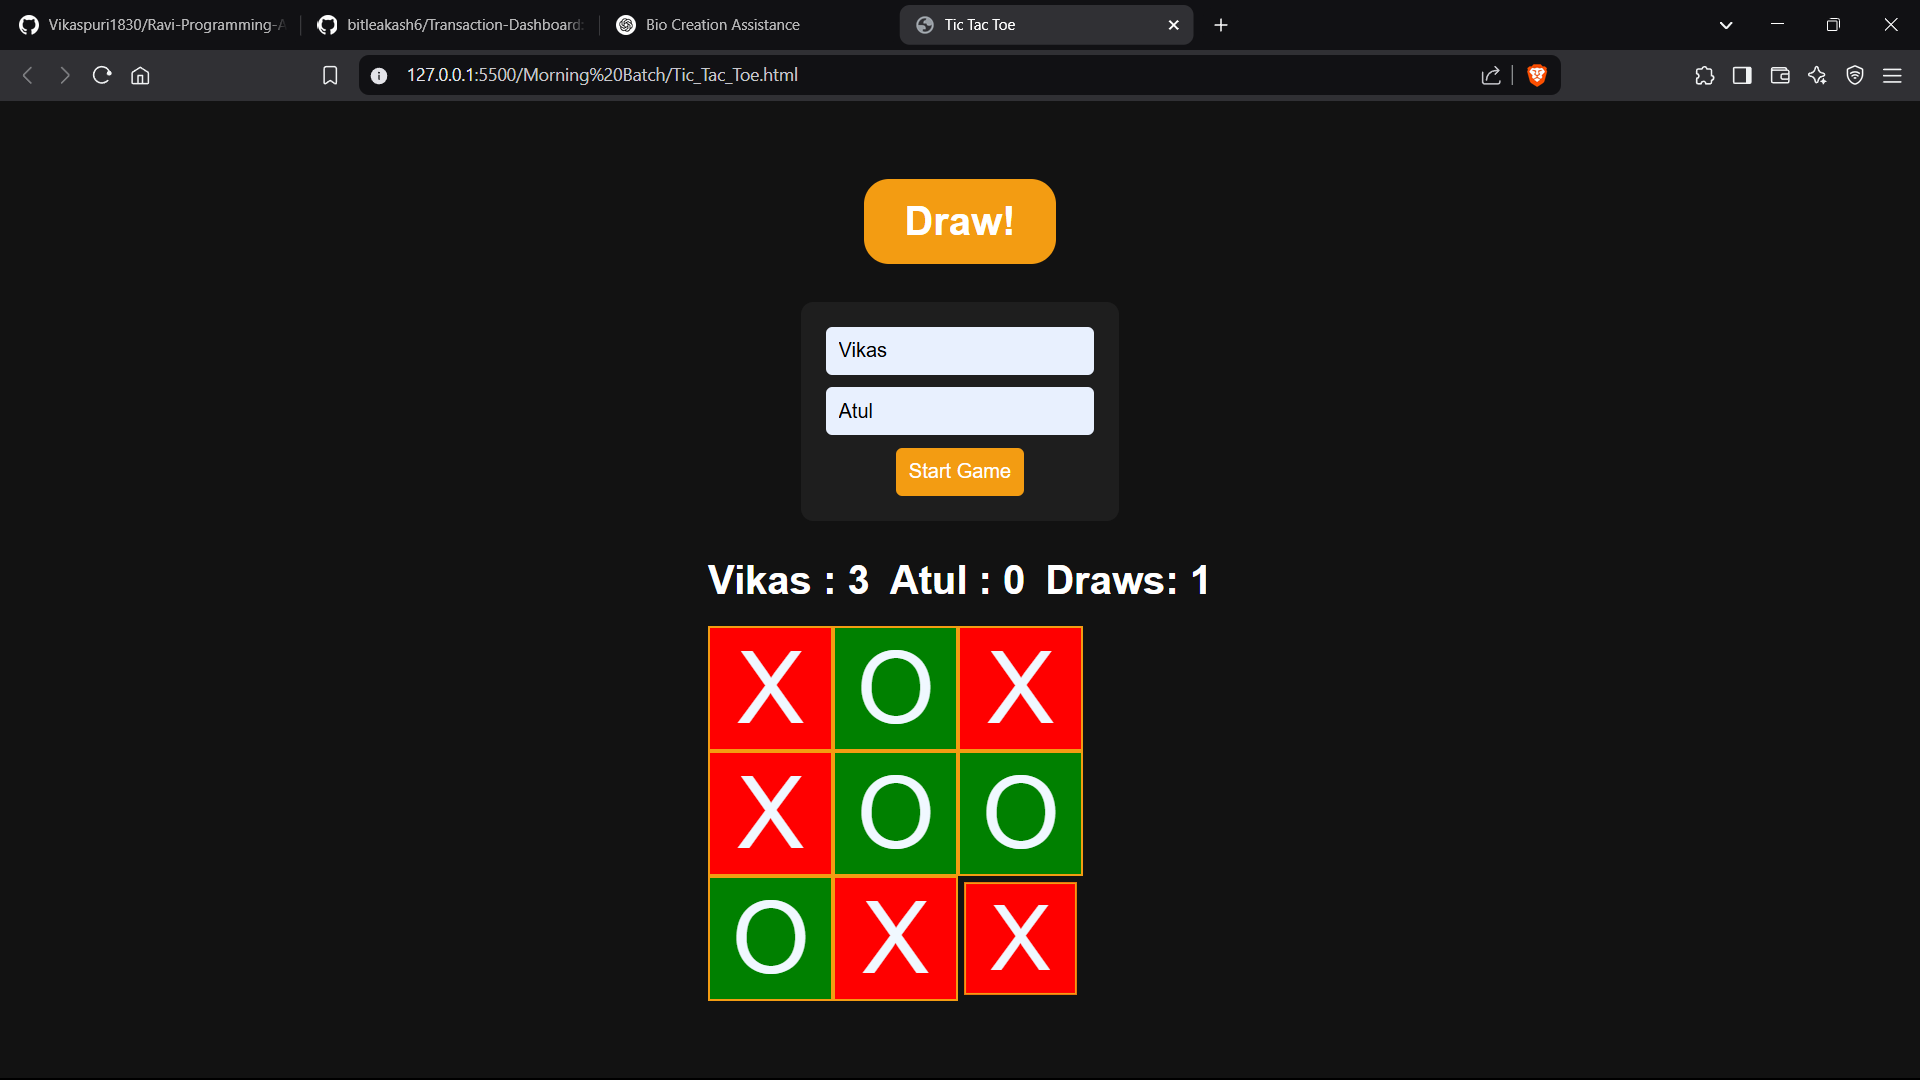 Vikaspuri1830/Ravi-Programming-A
bitleakash6/Transaction-Dashboard:
Bio Creation Assistance
Tic Tac Toe
127.0.0.1:5500/Morning%20Batch/Tic_Tac_Toe.html
Draw!
Vikas
Atul
Start Game
Vikas : 3 Atul : 0 Draws: 1
X O X
X O O
O X X